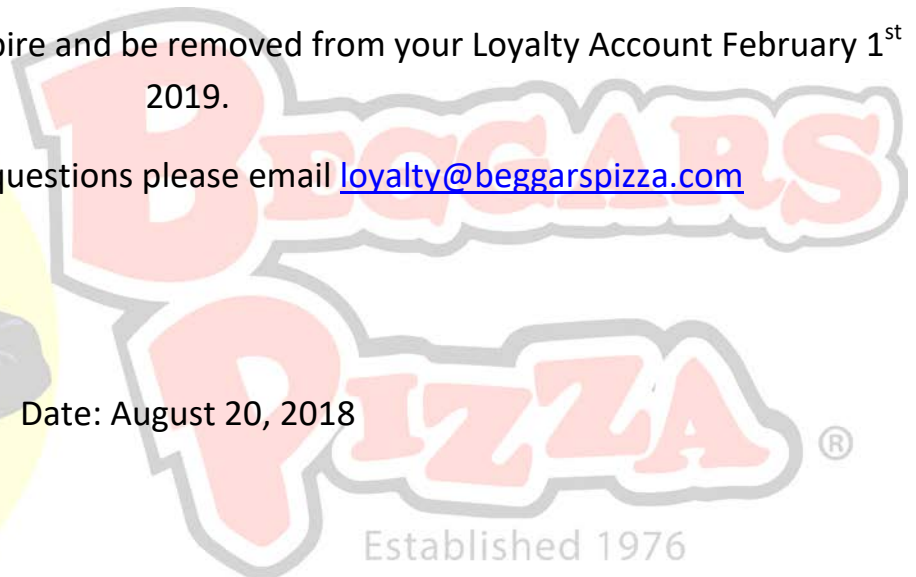 pire and be removed from your Loyalty Account February 1st
2019.
questions please email loyalty@beggarspizza.com
BEGGARS
Date: August 20, 2018
PIZZA ®
Established 1976